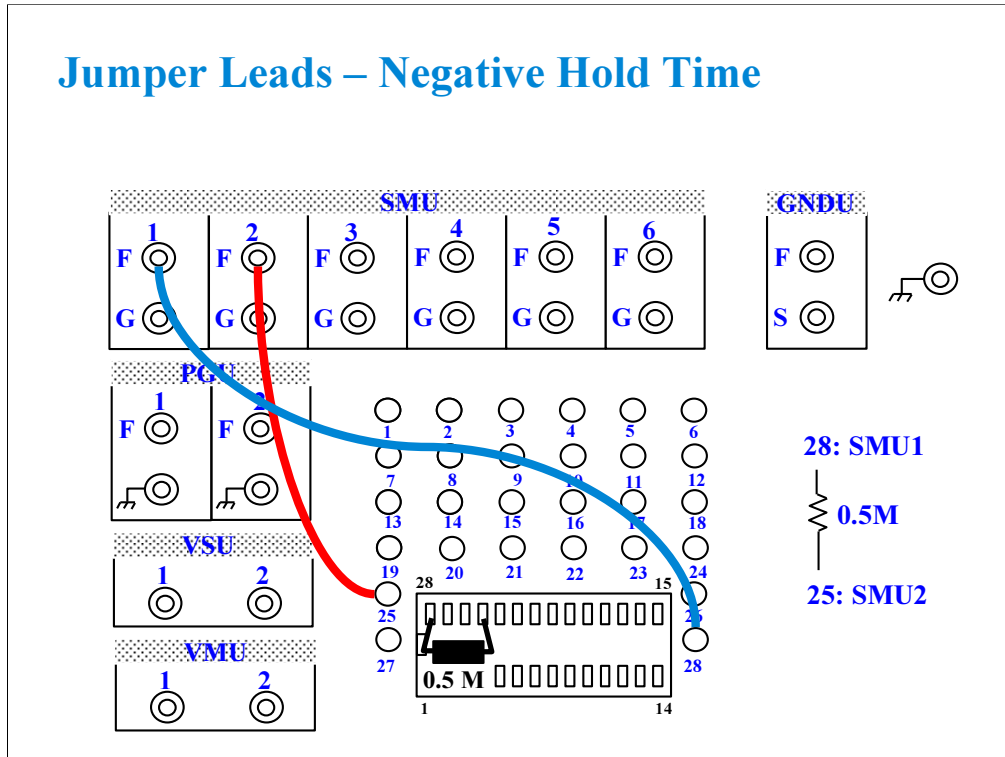 Jumper Leads – Negative Hold Time
SMU
GNDU
1 2 3 4 5 6
F F F F F F F
G G G G G G S
PGU
1 2
F F
1 2 3 4 5 6
7 8 9 10 11 12
28: SMU1
13 14 15 16 17 18
0.5M
VSU
19 20 21 22 23 24
1 2
28 15
25 26
25: SMU2
VMU
27 28
1 2
0.5 M
1 14